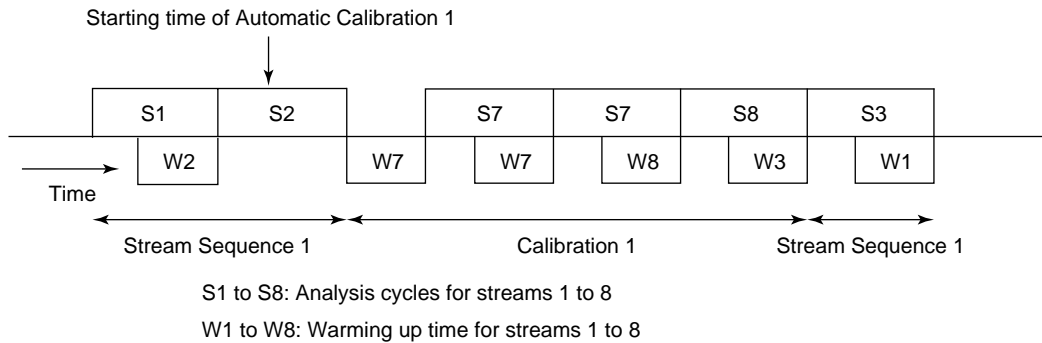 Starting time of Automatic Calibration 1
S1 S2 S7 S7 S8 S3
W2 W7 W7 W8 W3 W1
Time
Stream Sequence 1 Calibration 1 Stream Sequence 1
S1 to S8: Analysis cycles for streams 1 to 8
W1 to W8: Warming up time for streams 1 to 8